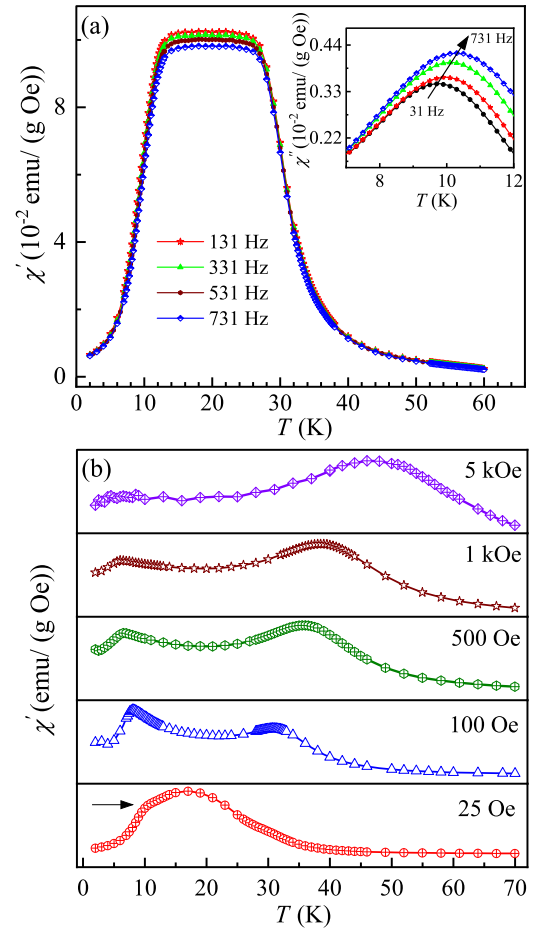 (a)
χ′ (10⁻² emu/ (g Oe))
9
4
0
131 Hz
331 Hz
531 Hz
731 Hz
0 10 20 30 40 50 60
T (K)
χ″ (10⁻² emu/ (g Oe))
0.44
0.33
0.22
731 Hz
31 Hz
8 10 12
T (K)
(b)
χ′ (emu/ (g Oe))
5 kOe
1 kOe
500 Oe
100 Oe
25 Oe
0 10 20 30 40 50 60 70
T (K)